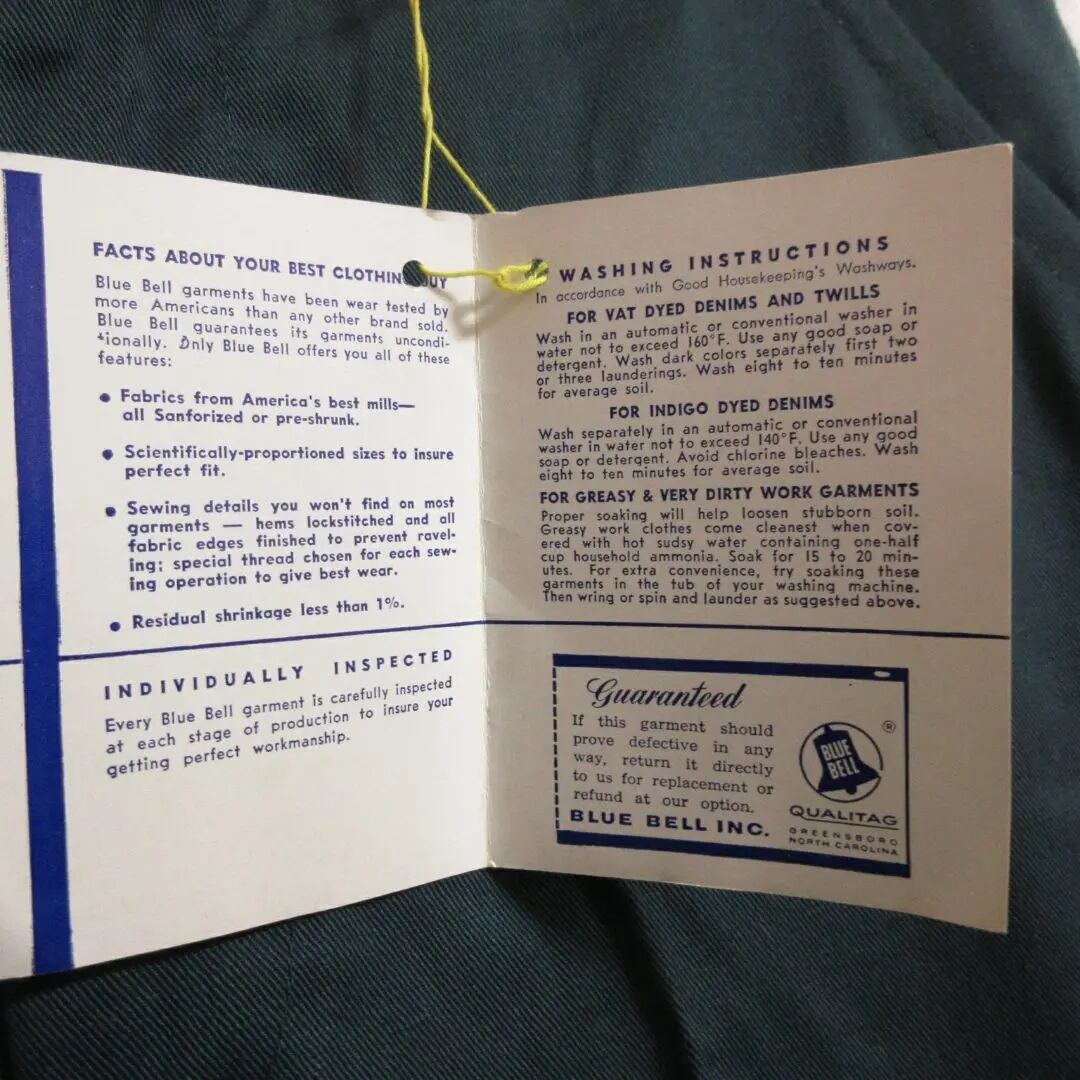 FACTS ABOUT YOUR BEST CLOTHIN BUY
Blue Bell garments have been wear tested by
more Americans than any other brand sold.
Blue Bell guarantees its garments uncondi-
tionally. Only Blue Bell offers you all of these
features:
• Fabrics from America's best mills—
all Sanforized or pre-shrunk.
• Scientifically-proportioned sizes to insure
perfect fit.
• Sewing details you won't find on most
garments — hems lockstitched and all
fabric edges finished to prevent ravel-
ing; special thread chosen for each sew-
ing operation to give best wear.
• Residual shrinkage less than 1%.
INDIVIDUALLY INSPECTED
Every Blue Bell garment is carefully inspected
at each stage of production to insure your
getting perfect workmanship.
WASHING INSTRUCTIONS
In accordance with Good Housekeeping's Washways.
FOR VAT DYED DENIMS AND TWILLS
Wash in an automatic or conventional washer in
water not to exceed 160°F. Use any good soap or
detergent. Wash dark colors separately first two
or three launderings. Wash eight to ten minutes
for average soil.
FOR INDIGO DYED DENIMS
Wash separately in an automatic or conventional
washer in water not to exceed 140°F. Use any good
soap or detergent. Avoid chlorine bleaches. Wash
eight to ten minutes for average soil.
FOR GREASY & VERY DIRTY WORK GARMENTS
Proper soaking will help loosen stubborn soil.
Greasy work clothes come cleanest when cov-
ered with hot sudsy water containing one-half
cup household ammonia. Soak for 15 to 20 min-
utes. For extra convenience, try soaking these
garments in the tub of your washing machine.
Then wring or spin and launder as suggested above.
Guaranteed
If this garment should
prove defective in any
way, return it directly
to us for replacement or
refund at our option.
BLUE BELL INC.
®
BLUE
BELL
QUALITAG
GREENSBORO
NORTH CAROLINA